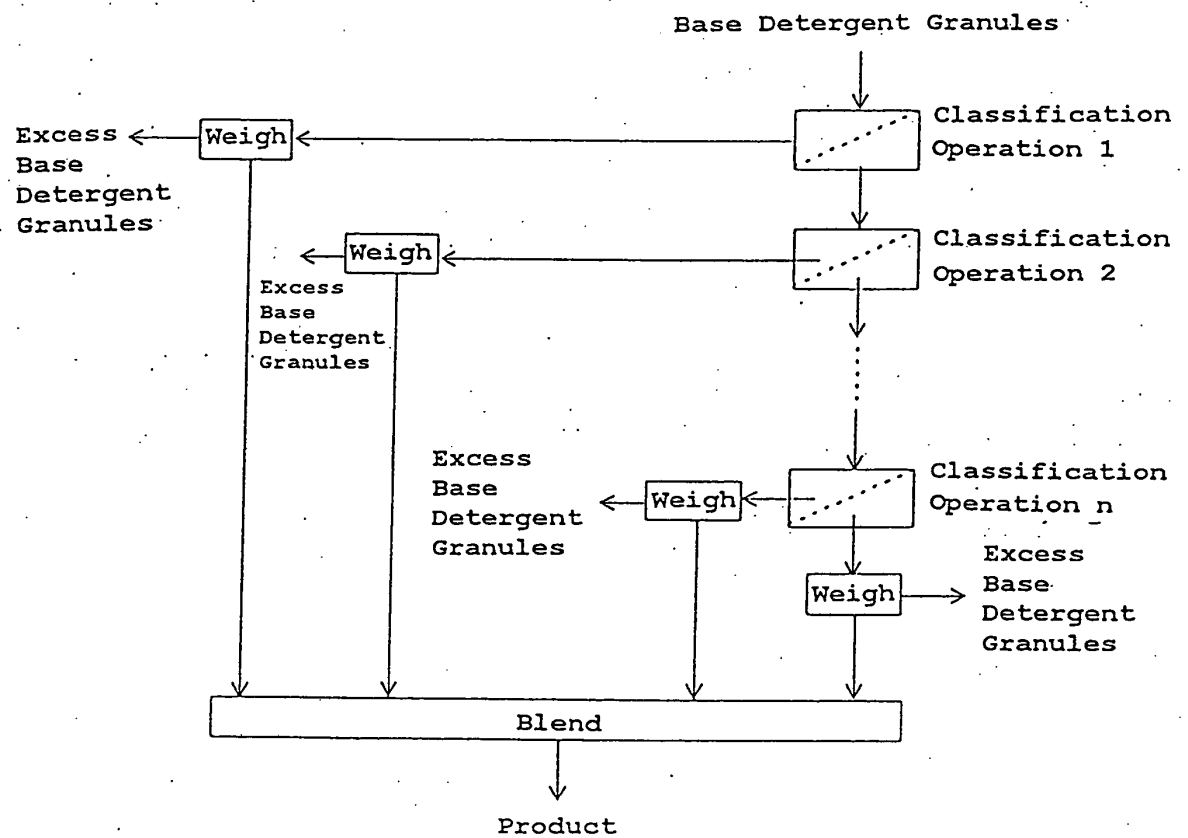 Base Detergent Granules
Classification
Operation 1
Weigh
Excess
Base
Detergent
Granules
Classification
Operation 2
Weigh
Excess
Base
Detergent
Granules
Classification
Operation n
Weigh
Excess
Base
Detergent
Granules
Weigh
Excess
Base
Detergent
Granules
Blend
Product